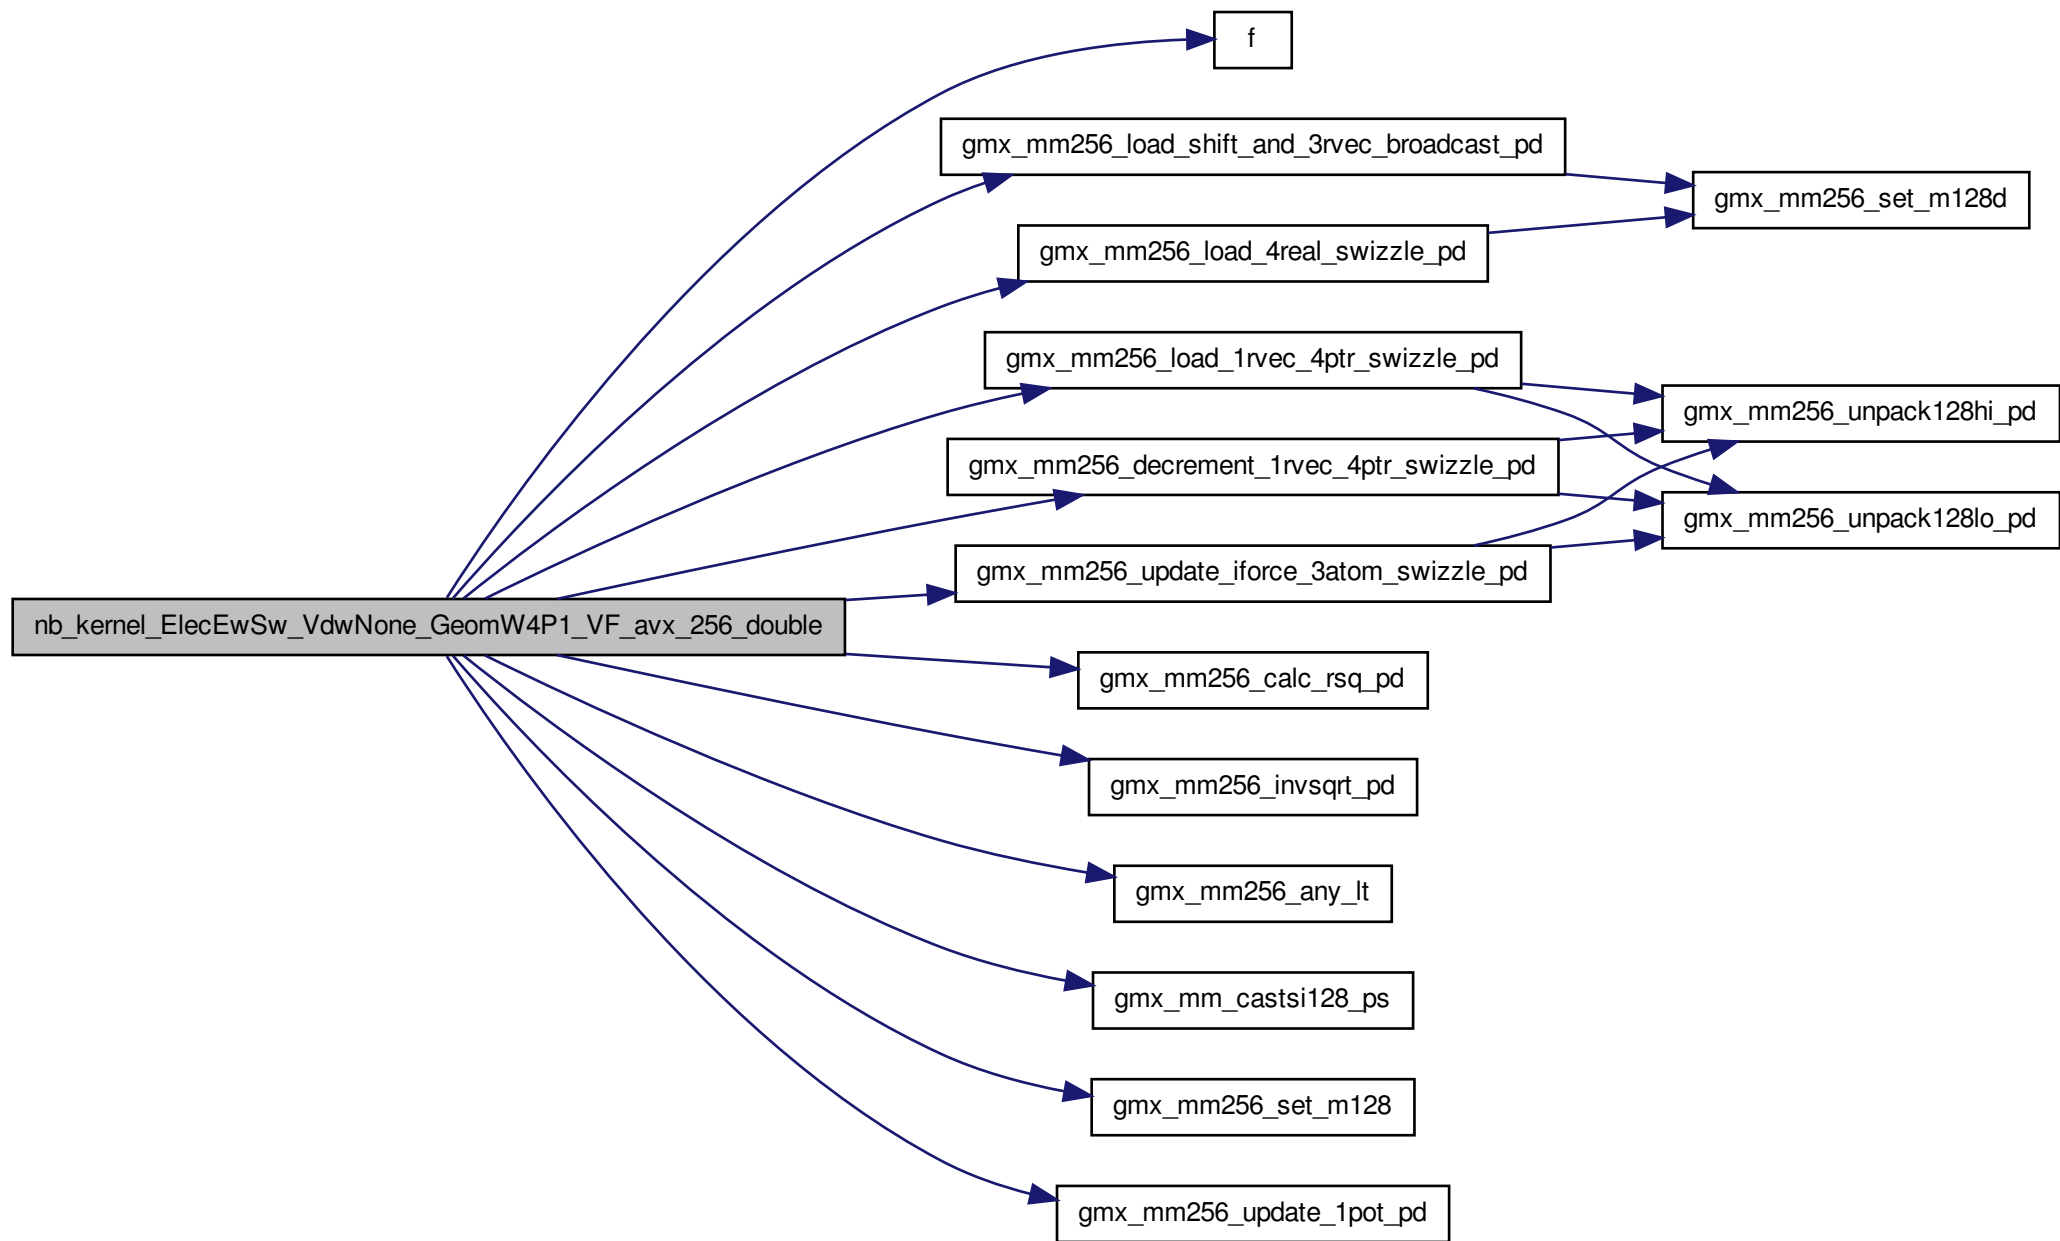 f
gmx_mm256_load_shift_and_3rvec_broadcast_pd
gmx_mm256_set_m128d
gmx_mm256_load_4real_swizzle_pd
gmx_mm256_load_1rvec_4ptr_swizzle_pd
gmx_mm256_unpack128hi_pd
gmx_mm256_decrement_1rvec_4ptr_swizzle_pd
gmx_mm256_unpack128lo_pd
gmx_mm256_update_iforce_3atom_swizzle_pd
nb_kernel_ElecEwSw_VdwNone_GeomW4P1_VF_avx_256_double
gmx_mm256_calc_rsq_pd
gmx_mm256_invsqrt_pd
gmx_mm256_any_lt
gmx_mm_castsi128_ps
gmx_mm256_set_m128
gmx_mm256_update_1pot_pd